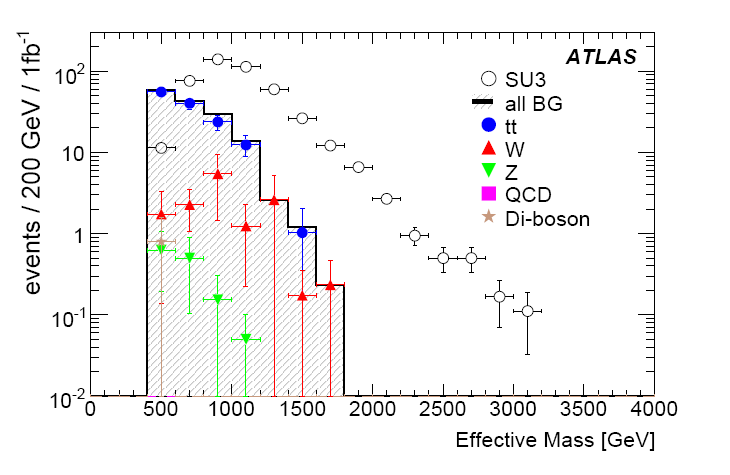 events / 200 GeV / 1fb⁻¹
ATLAS
SU3
all BG
tt
W
Z
QCD
Di-boson
10²
10
1
10⁻¹
10⁻²
0 500 1000 1500 2000 2500 3000 3500 4000
Effective Mass [GeV]